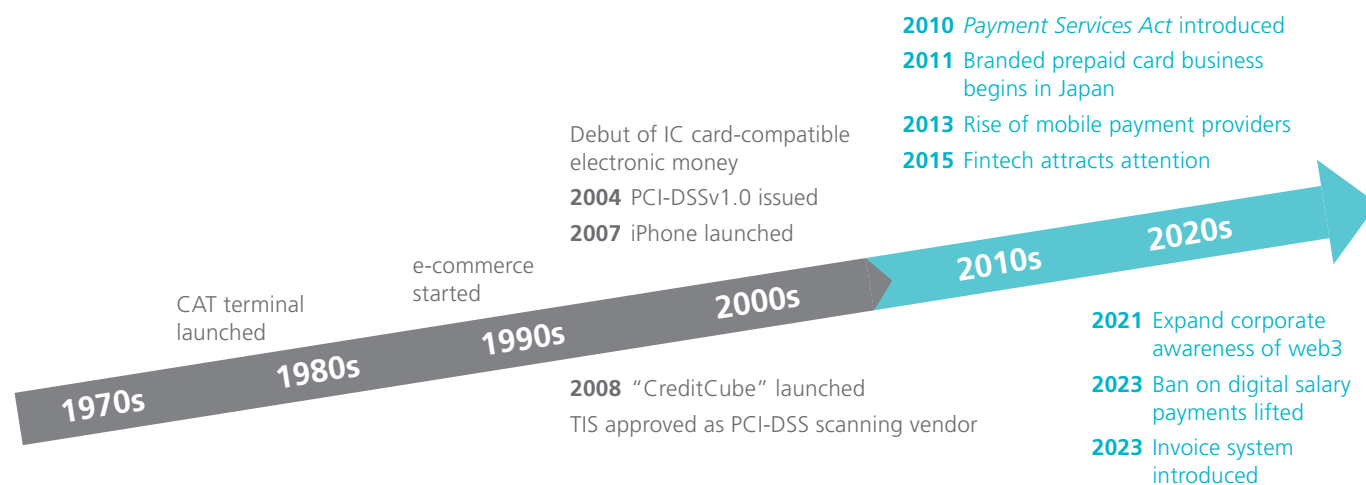 2010 Payment Services Act introduced
2011 Branded prepaid card business
begins in Japan
2013 Rise of mobile payment providers
2015 Fintech attracts attention
Debut of IC card-compatible
electronic money
2004 PCI-DSSv1.0 issued
2007 iPhone launched
e-commerce
started
CAT terminal
launched
1970s
1980s
1990s
2000s
2010s
2020s
2008 “CreditCube” launched
TIS approved as PCI-DSS scanning vendor
2021 Expand corporate
awareness of web3
2023 Ban on digital salary
payments lifted
2023 Invoice system
introduced